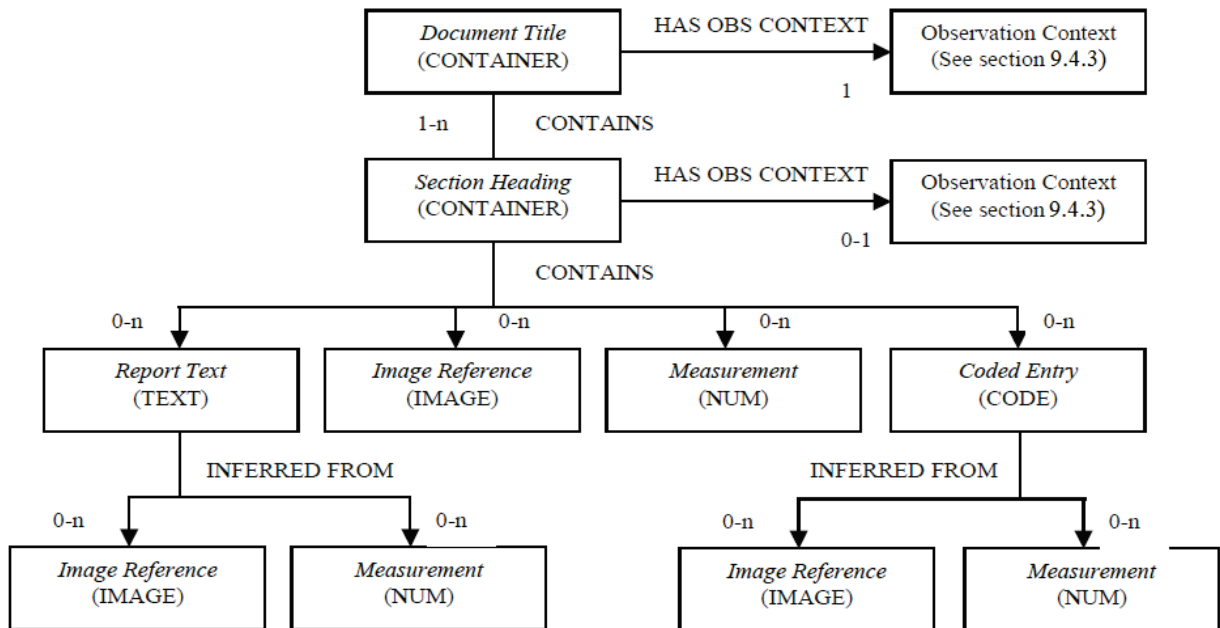 Document Title
(CONTAINER)
HAS OBS CONTEXT
Observation Context
(See section 9.4.3)
1
1-n
CONTAINS
Section Heading
(CONTAINER)
HAS OBS CONTEXT
Observation Context
(See section 9.4.3)
0-1
CONTAINS
0-n
0-n
0-n
0-n
Report Text
(TEXT)
Image Reference
(IMAGE)
Measurement
(NUM)
Coded Entry
(CODE)
INFERRED FROM
INFERRED FROM
0-n
0-n
0-n
0-n
Image Reference
(IMAGE)
Measurement
(NUM)
Image Reference
(IMAGE)
Measurement
(NUM)